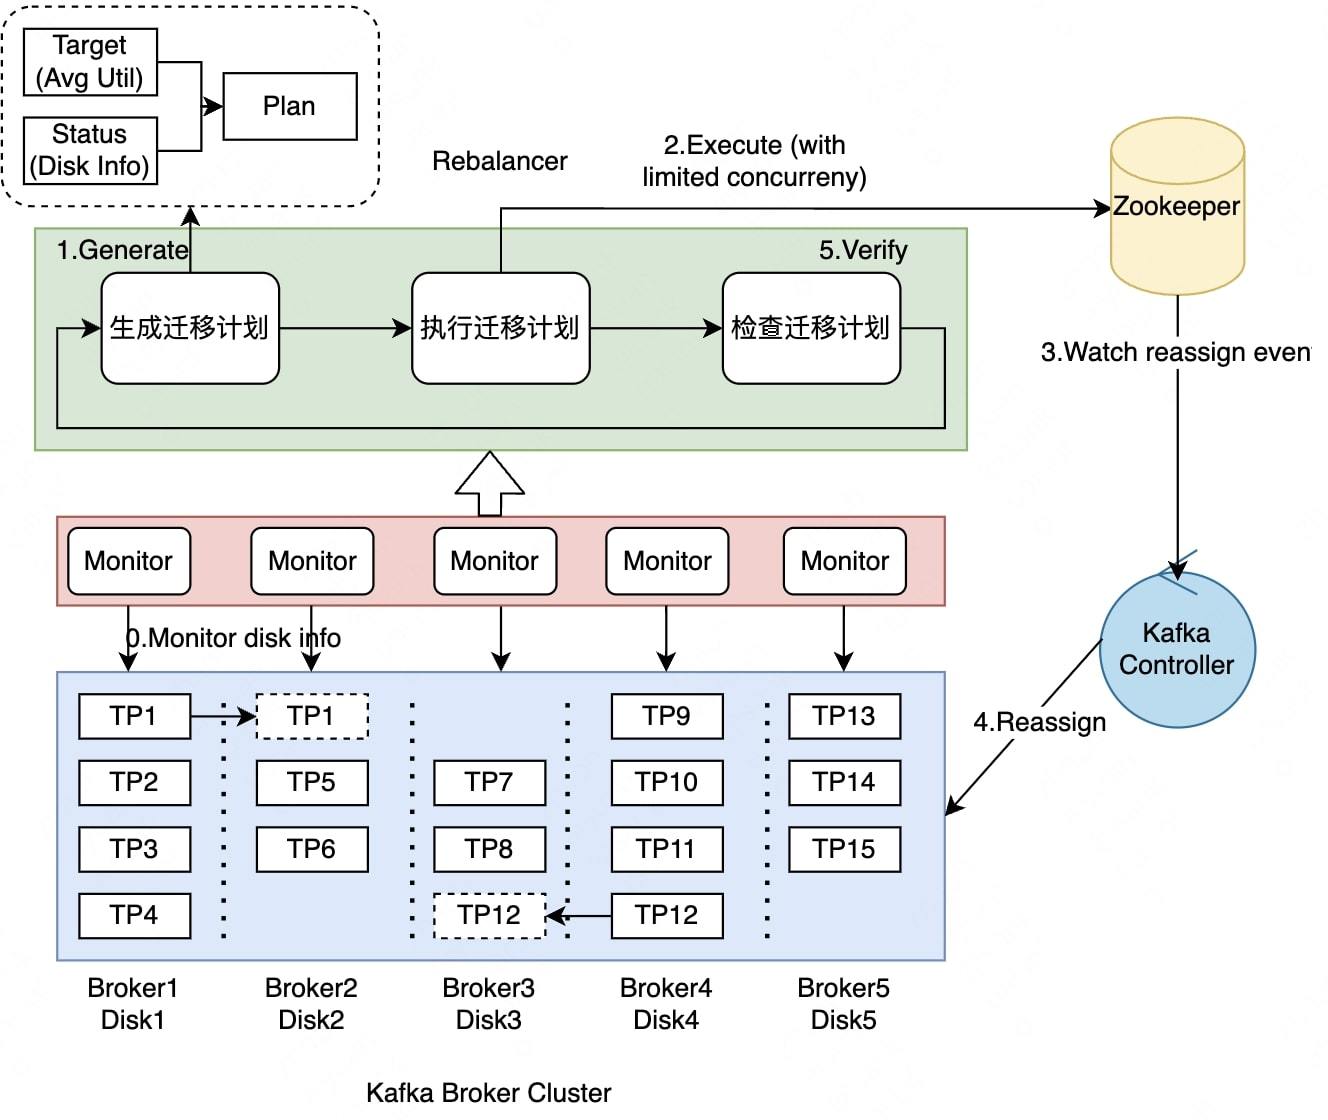 Target
(Avg Util)
Plan
Status
(Disk Info)
Rebalancer
2.Execute (with
limited concurreny)
Zookeeper
1.Generate
5.Verify
生成迁移计划
执行迁移计划
检查迁移计划
3.Watch reassign even
Monitor
Monitor
Monitor
Monitor
Monitor
0.Monitor disk info
Kafka
Controller
4.Reassign
TP1
TP1
TP9
TP13
TP2
TP5
TP7
TP10
TP14
TP3
TP6
TP8
TP11
TP15
TP4
TP12
TP12
Broker1
Disk1
Broker2
Disk2
Broker3
Disk3
Broker4
Disk4
Broker5
Disk5
Kafka Broker Cluster